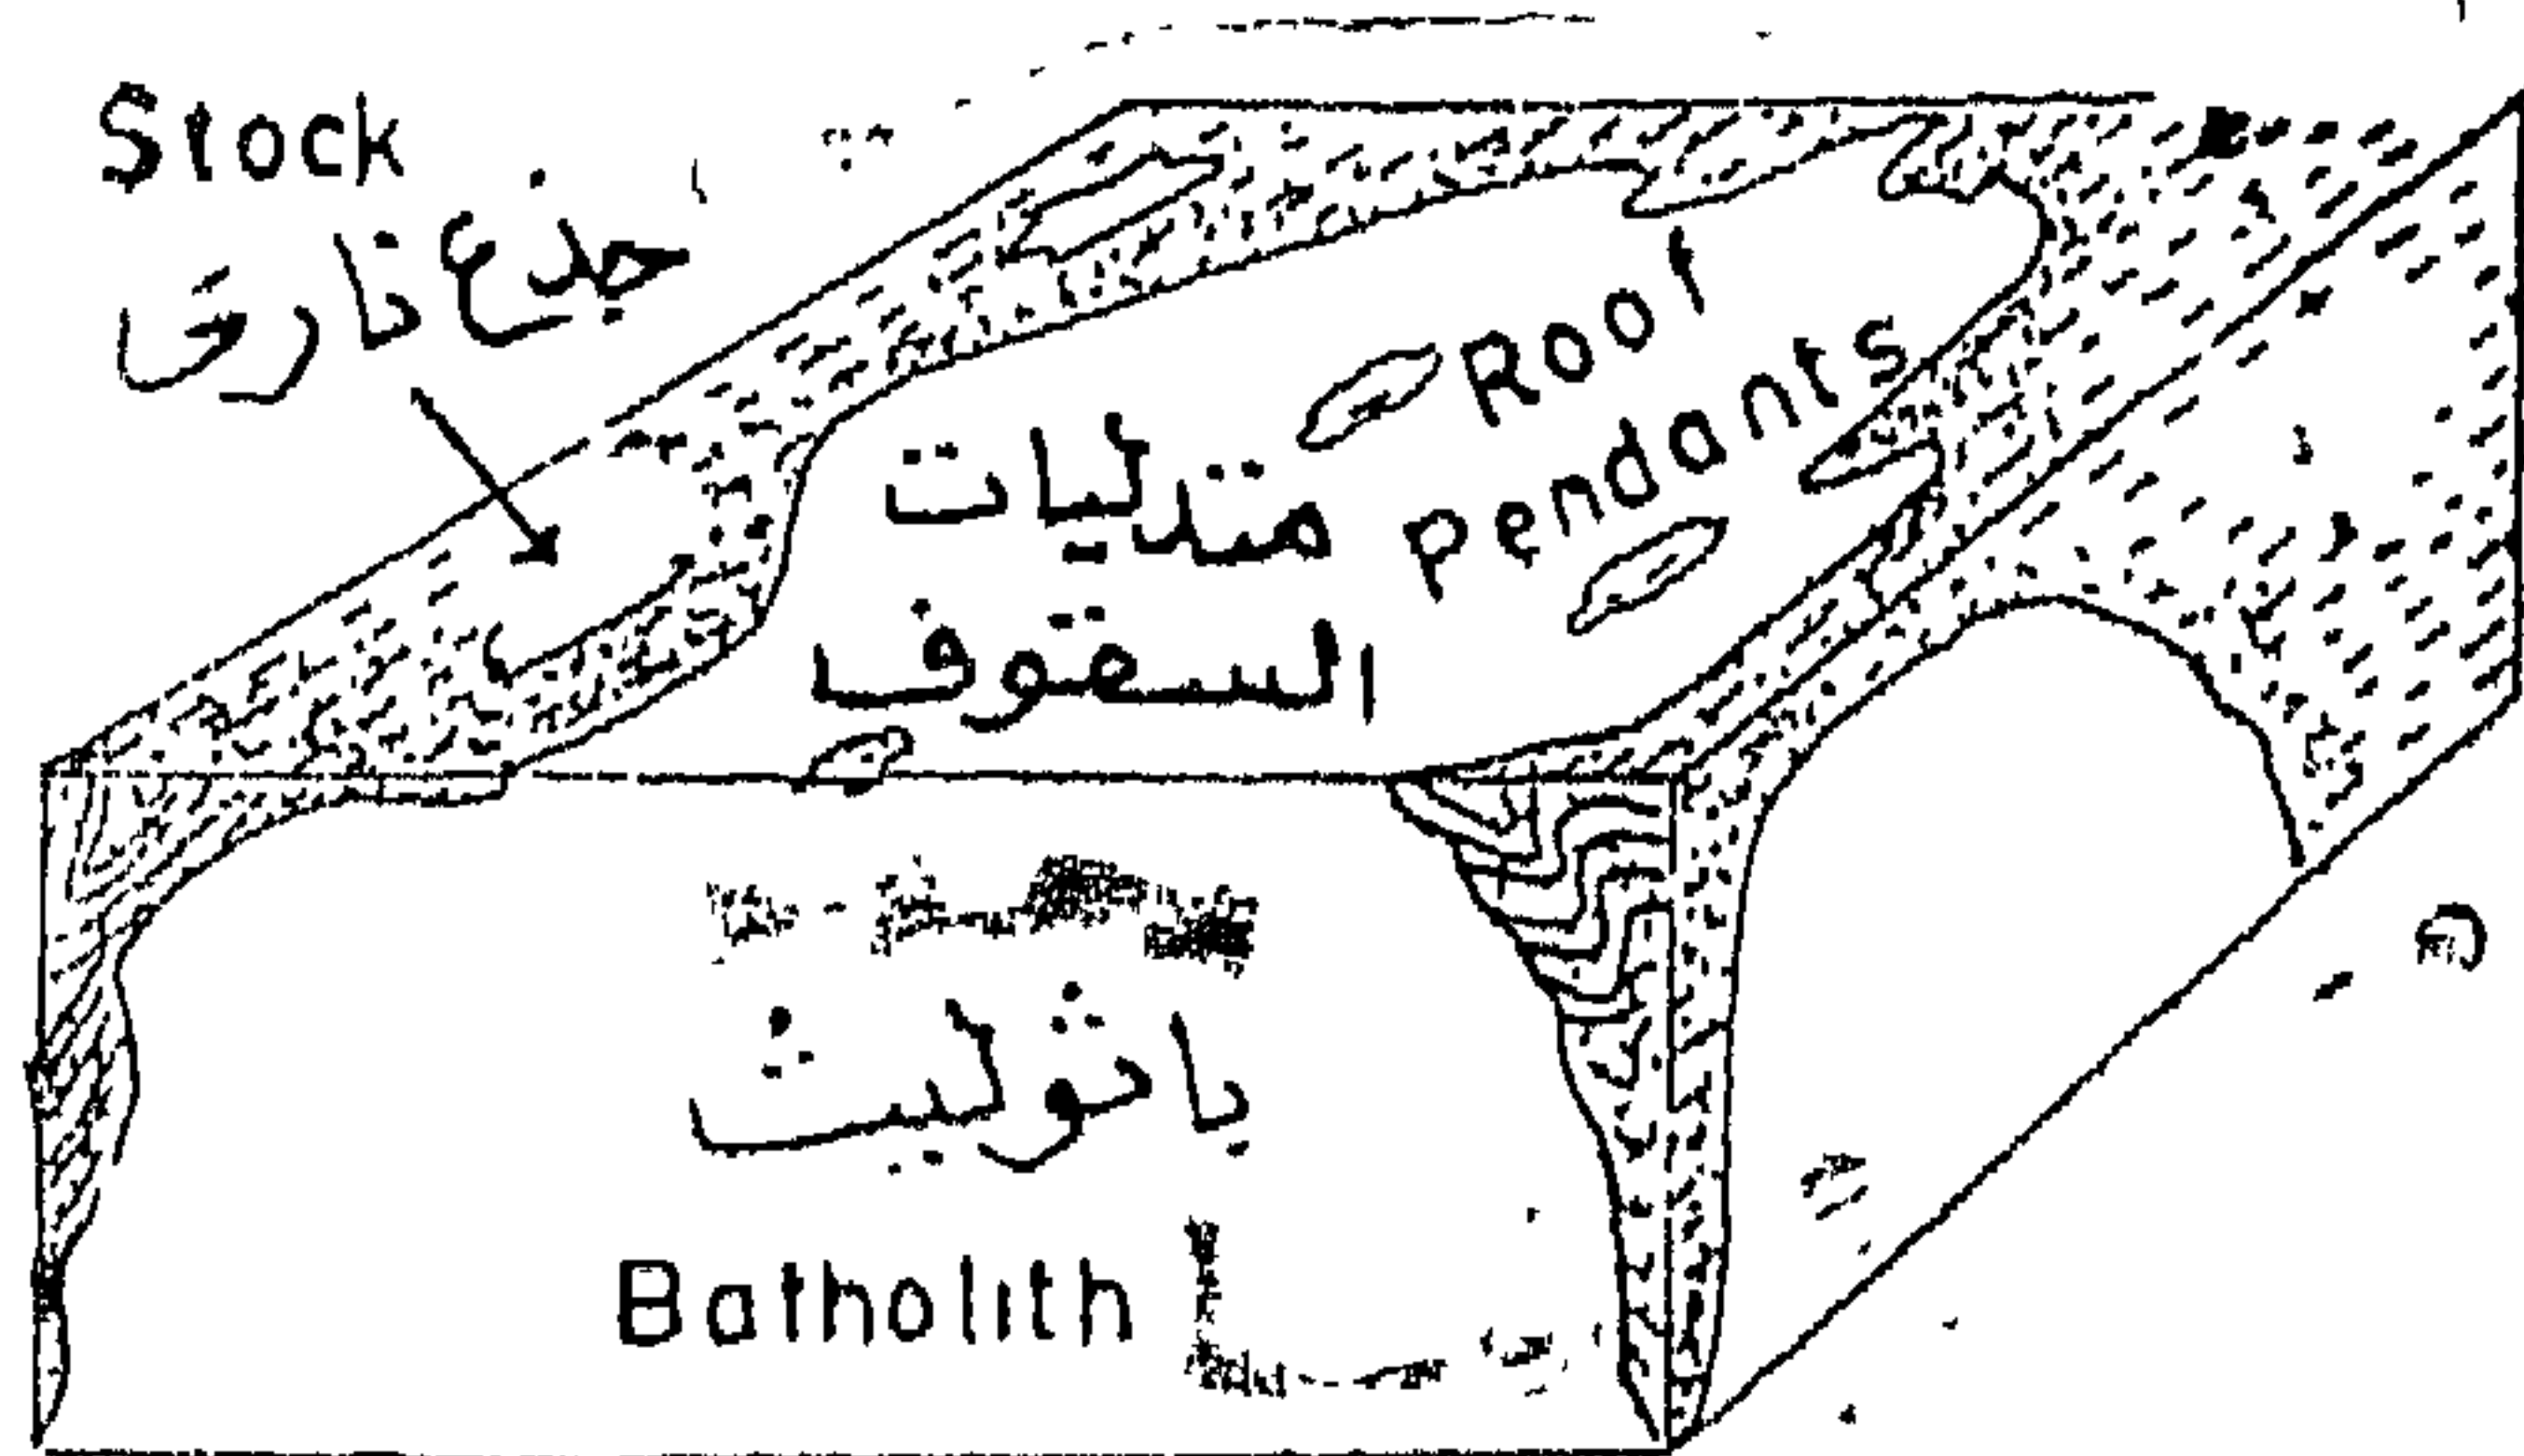 Stock
جذع نارى
Roof
pendants
متدليات
السقوف
باثوليث
Batholith